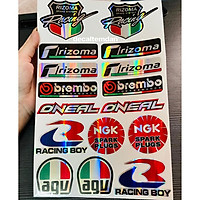 RIZOMA RIZOMA
Racing Racing
rizoma rizoma
rizoma rizoma
brembo brembo
ONEAL ONEAL
NGK NGK
SPARK PLUGS SPARK PLUGS
RACING BOY
RACING BOY
agv agv